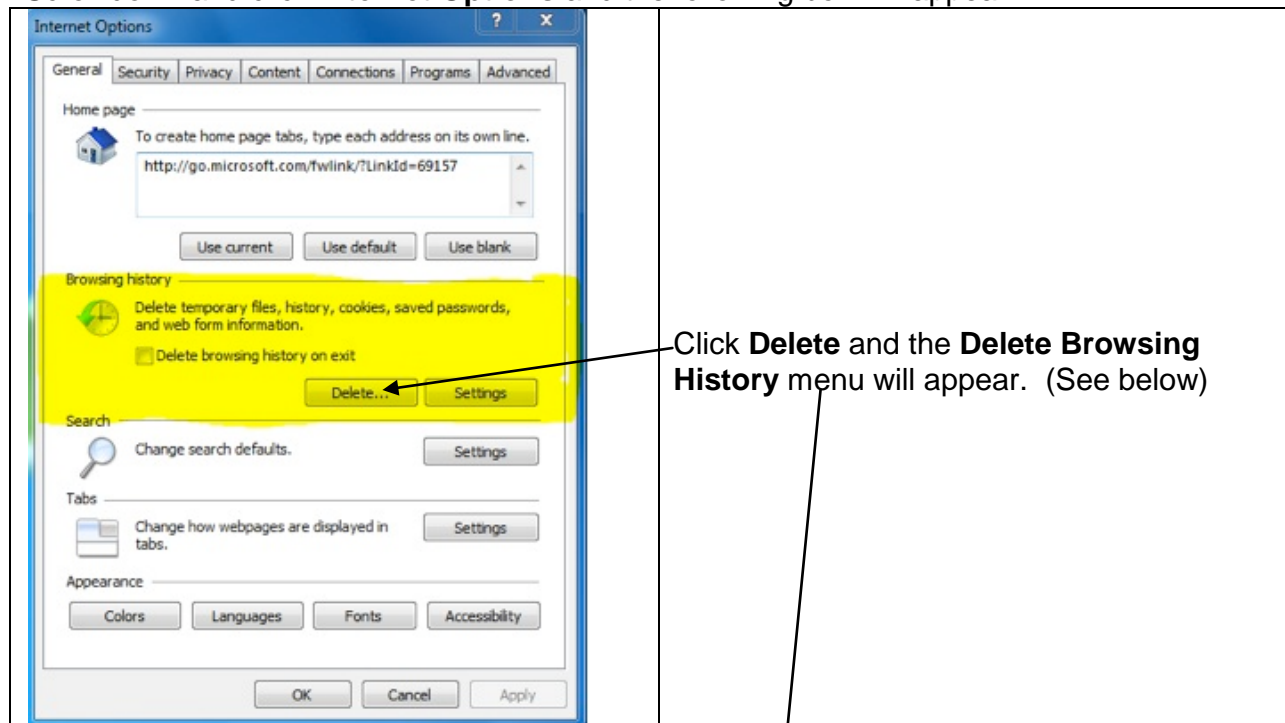 Internet Options
General Security Privacy Content Connections Programs Advanced
Home page
To create home page tabs, type each address on its own line.
http://go.microsoft.com/fwlink/?LinkId=69157
Use current Use default Use blank
Browsing history
Delete temporary files, history, cookies, saved passwords,
and web form information.
Delete browsing history on exit
Delete... Settings
Search
Change search defaults.
Settings
Tabs
Change how webpages are displayed in
tabs.
Settings
Appearance
Colors Languages Fonts Accessibility
OK Cancel Apply
Click Delete and the Delete Browsing
History menu will appear. (See below)